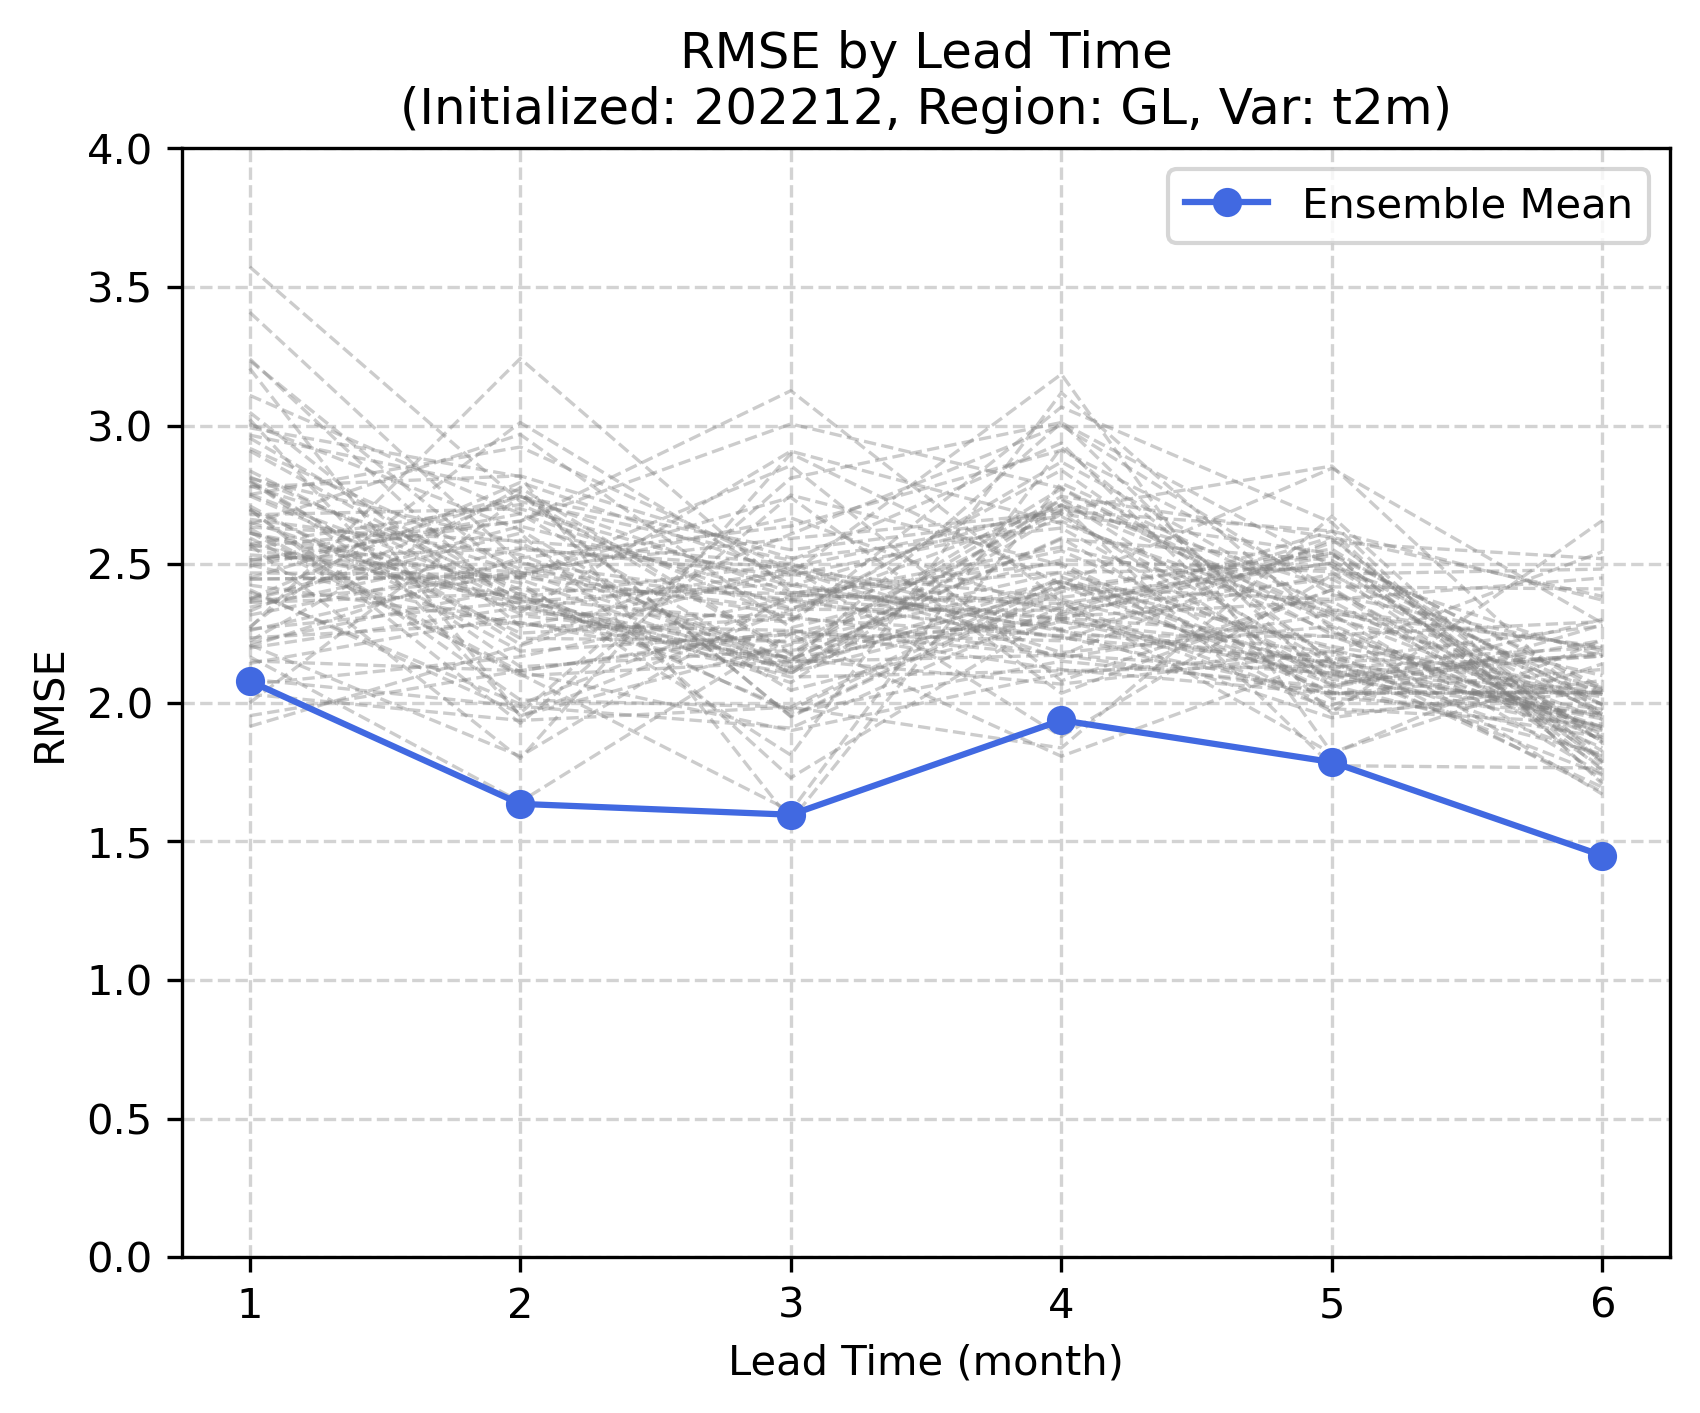 RMSE by Lead Time
(Initialized: 202212, Region: GL, Var: t2m)
Ensemble Mean
4.0
3.5
3.0
2.5
2.0
1.5
1.0
0.5
0.0
RMSE
1 2 3 4 5 6
Lead Time (month)